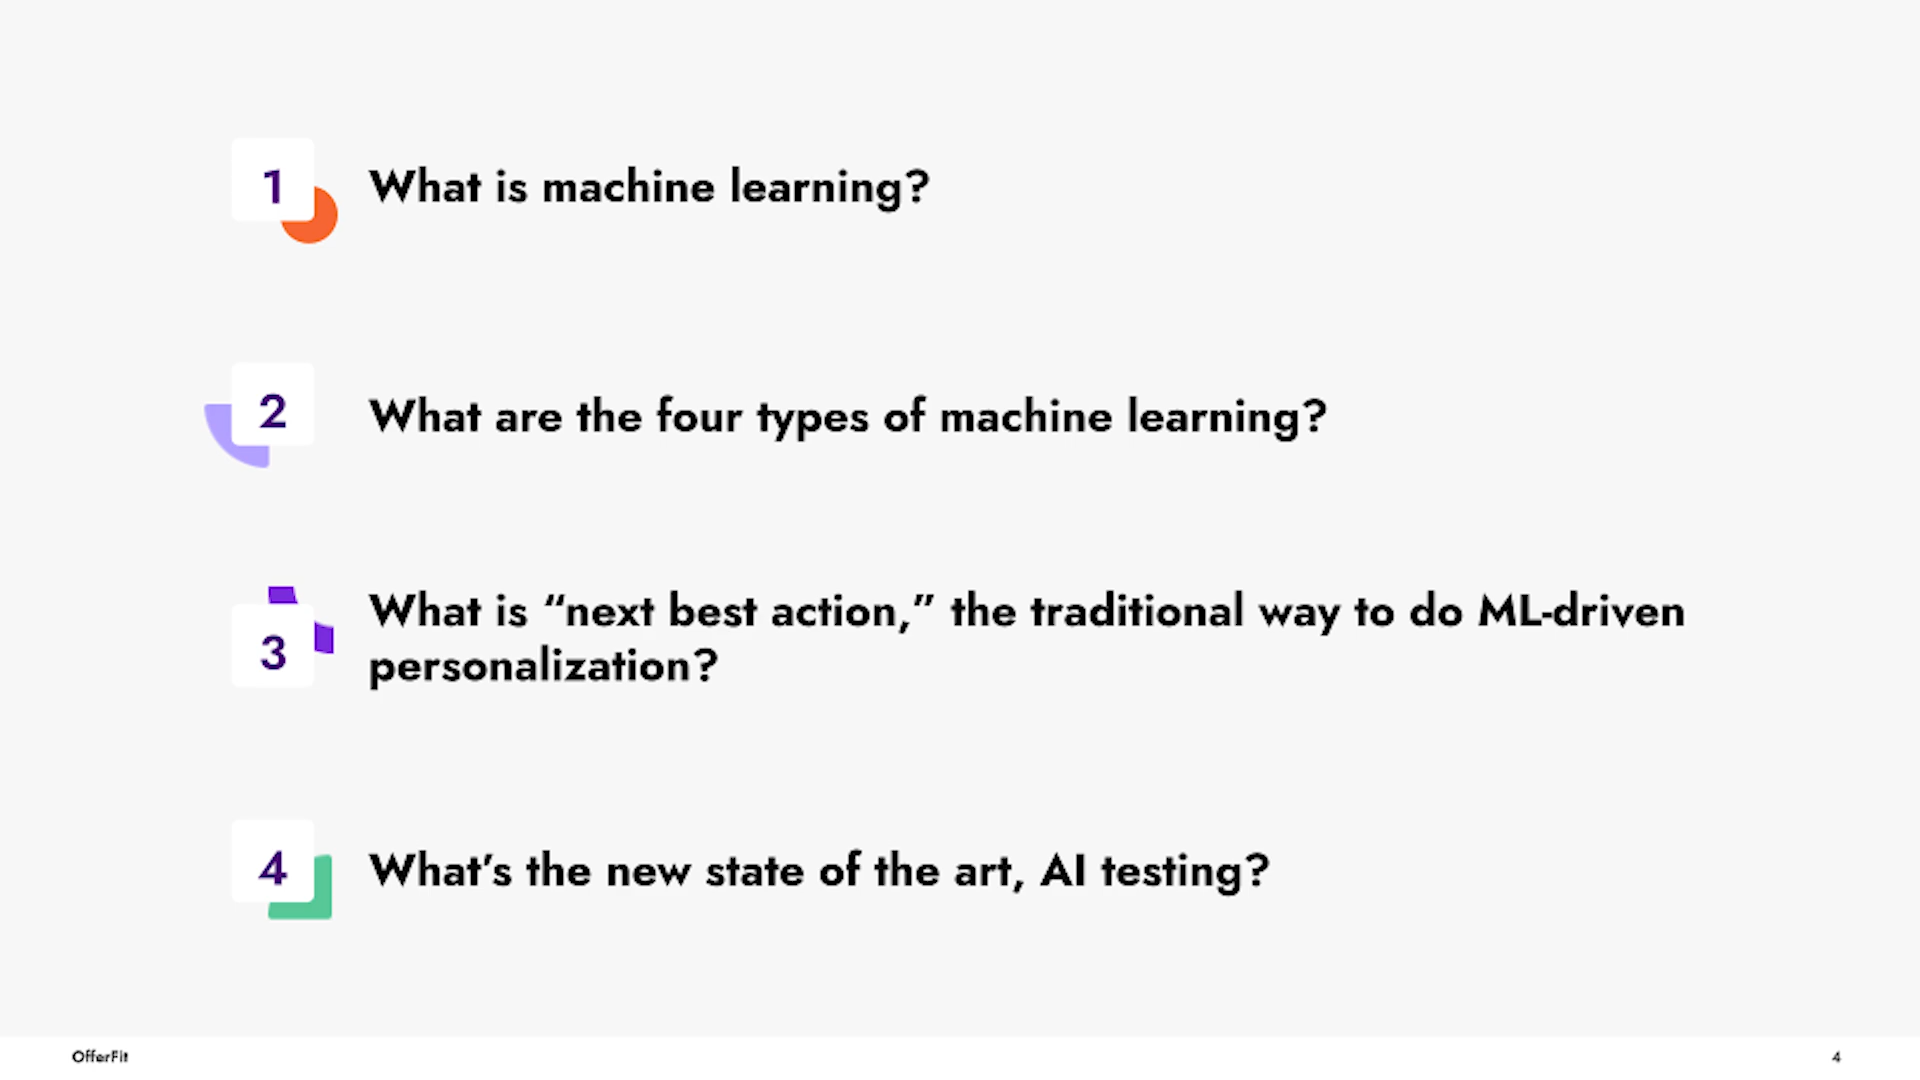 1
What is machine learning?
2
What are the four types of machine learning?
3
What is “next best action,” the traditional way to do ML-driven
personalization?
4
What’s the new state of the art, AI testing?
OfferFit
4